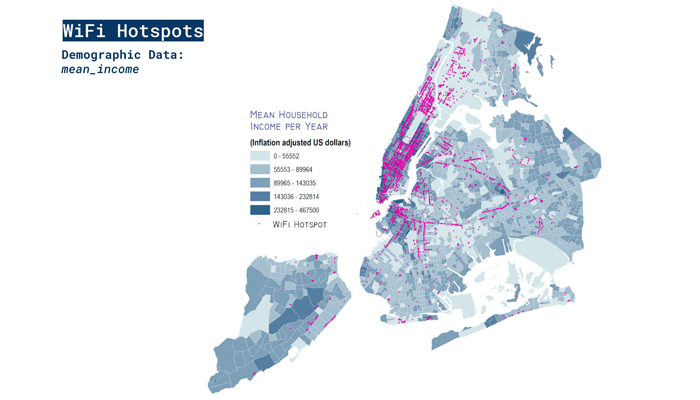 WiFi Hotspots
Demographic Data:
mean_income
Mean Household
Income per Year
(Inflation adjusted US dollars)
0 - 55552
55553 - 89964
89965 - 143035
143036 - 232814
232815 - 467500
WiFi Hotspot